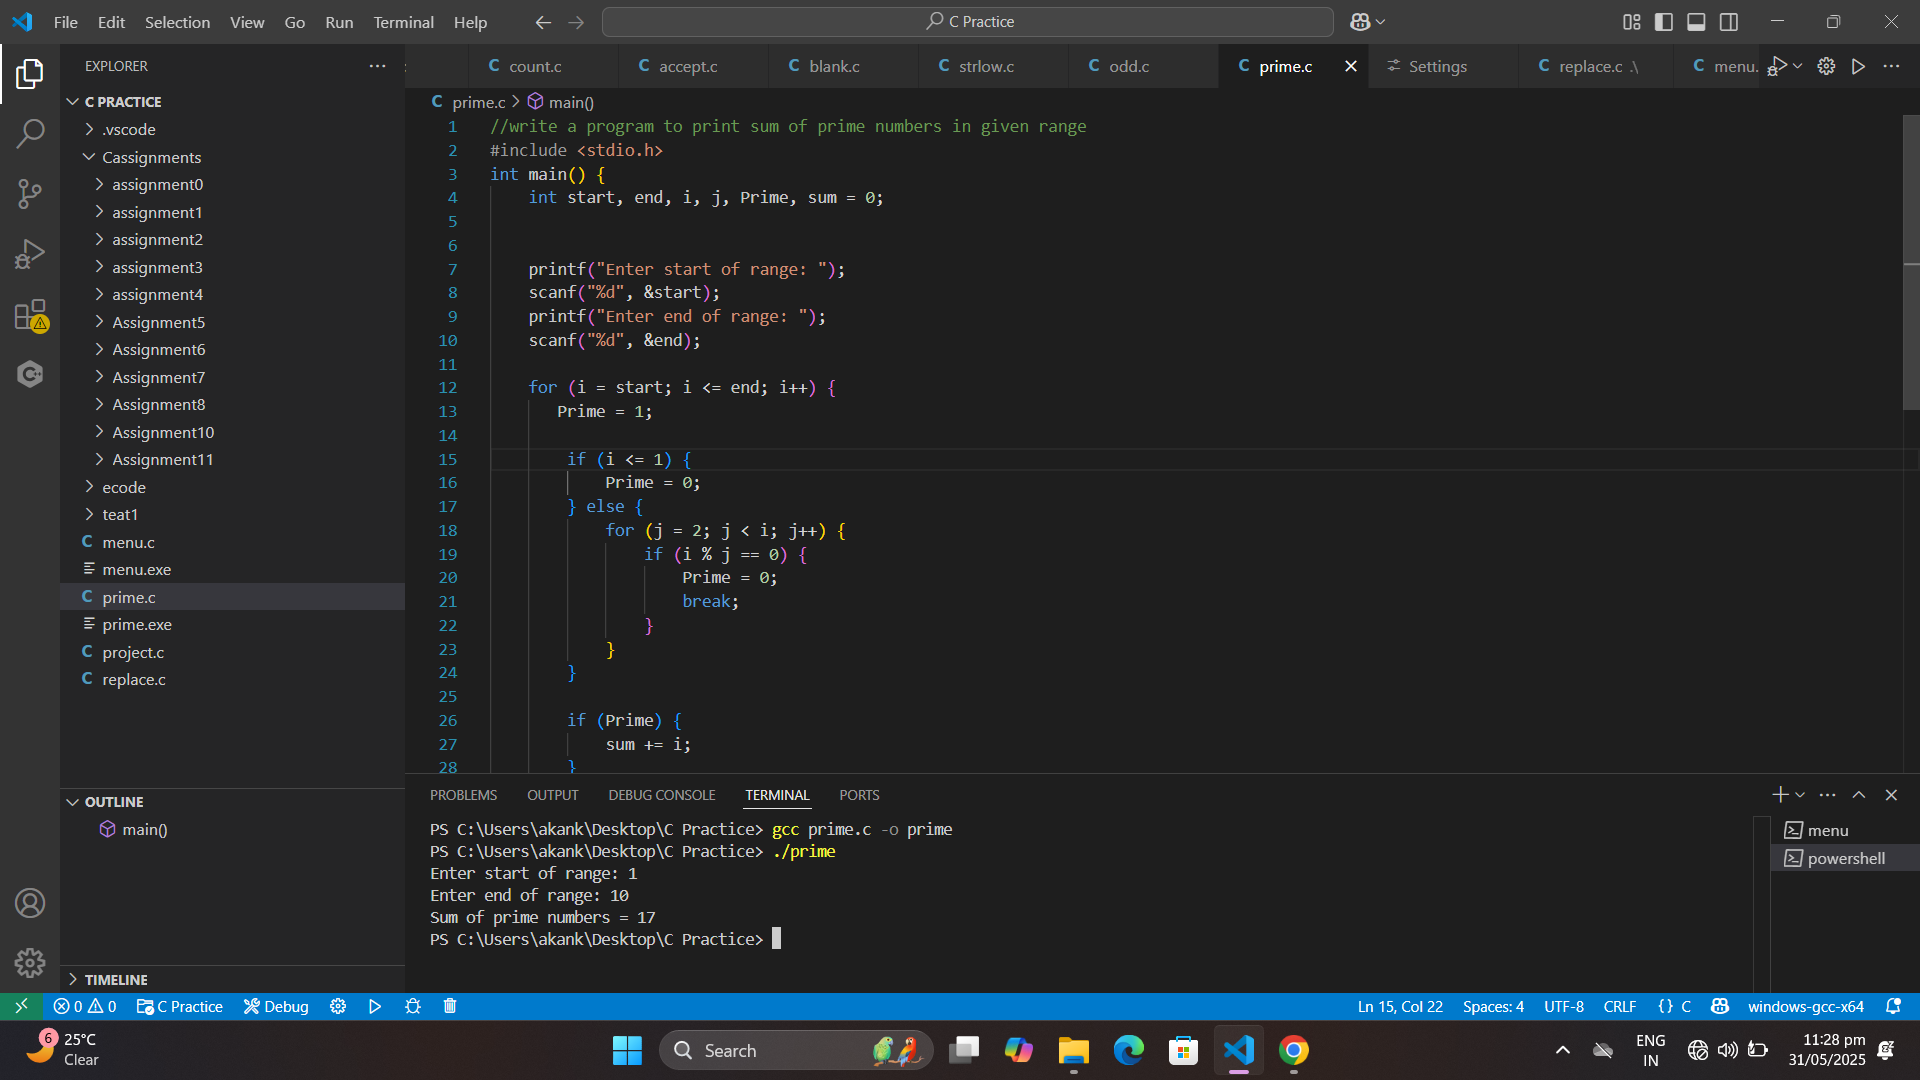 File Edit Selection View Go Run Terminal Help
C Practice
EXPLORER
C PRACTICE
.vscode
Cassignments
assignment0
assignment1
assignment2
assignment3
assignment4
Assignment5
Assignment6
Assignment7
Assignment8
Assignment10
Assignment11
ecode
teat1
C menu.c
menu.exe
C prime.c
prime.exe
C project.c
C replace.c
OUTLINE
main()
TIMELINE
C count.c C accept.c C blank.c C strlow.c C odd.c C prime.c Settings C replace.c .\ C menu.
C prime.c > main()
1 //write a program to print sum of prime numbers in given range
2 #include <stdio.h>
3 int main() {
4 int start, end, i, j, Prime, sum = 0;
5
6
7 printf("Enter start of range: ");
8 scanf("%d", &start);
9 printf("Enter end of range: ");
10 scanf("%d", &end);
11
12 for (i = start; i <= end; i++) {
13 Prime = 1;
14
15 if (i <= 1) {
16 Prime = 0;
17 } else {
18 for (j = 2; j < i; j++) {
19 if (i % j == 0) {
20 Prime = 0;
21 break;
22 }
23 }
24 }
25
26 if (Prime) {
27 sum += i;
28 }
PROBLEMS OUTPUT DEBUG CONSOLE TERMINAL PORTS
PS C:\Users\akank\Desktop\C Practice> gcc prime.c -o prime
PS C:\Users\akank\Desktop\C Practice> ./prime
Enter start of range: 1
Enter end of range: 10
Sum of prime numbers = 17
PS C:\Users\akank\Desktop\C Practice>
menu
powershell
0 0 C Practice Debug
Ln 15, Col 22 Spaces: 4 UTF-8 CRLF {} C windows-gcc-x64
6
25°C
Clear
Search
ENG
IN
11:28 pm
31/05/2025